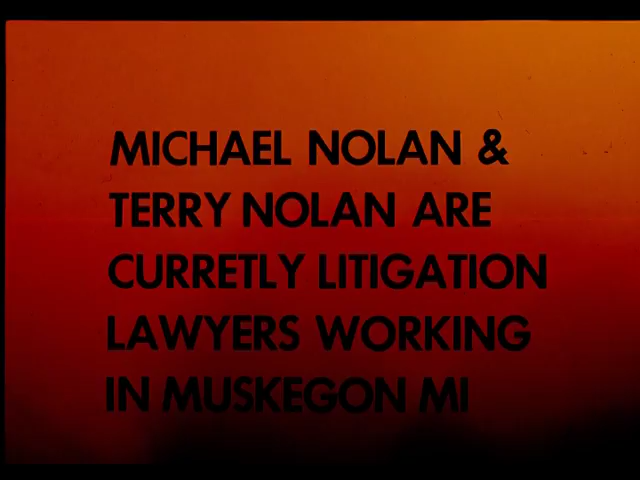 MICHAEL NOLAN &
TERRY NOLAN ARE
CURRETLY LITIGATION
LAWYERS WORKING
IN MUSKEGON MI